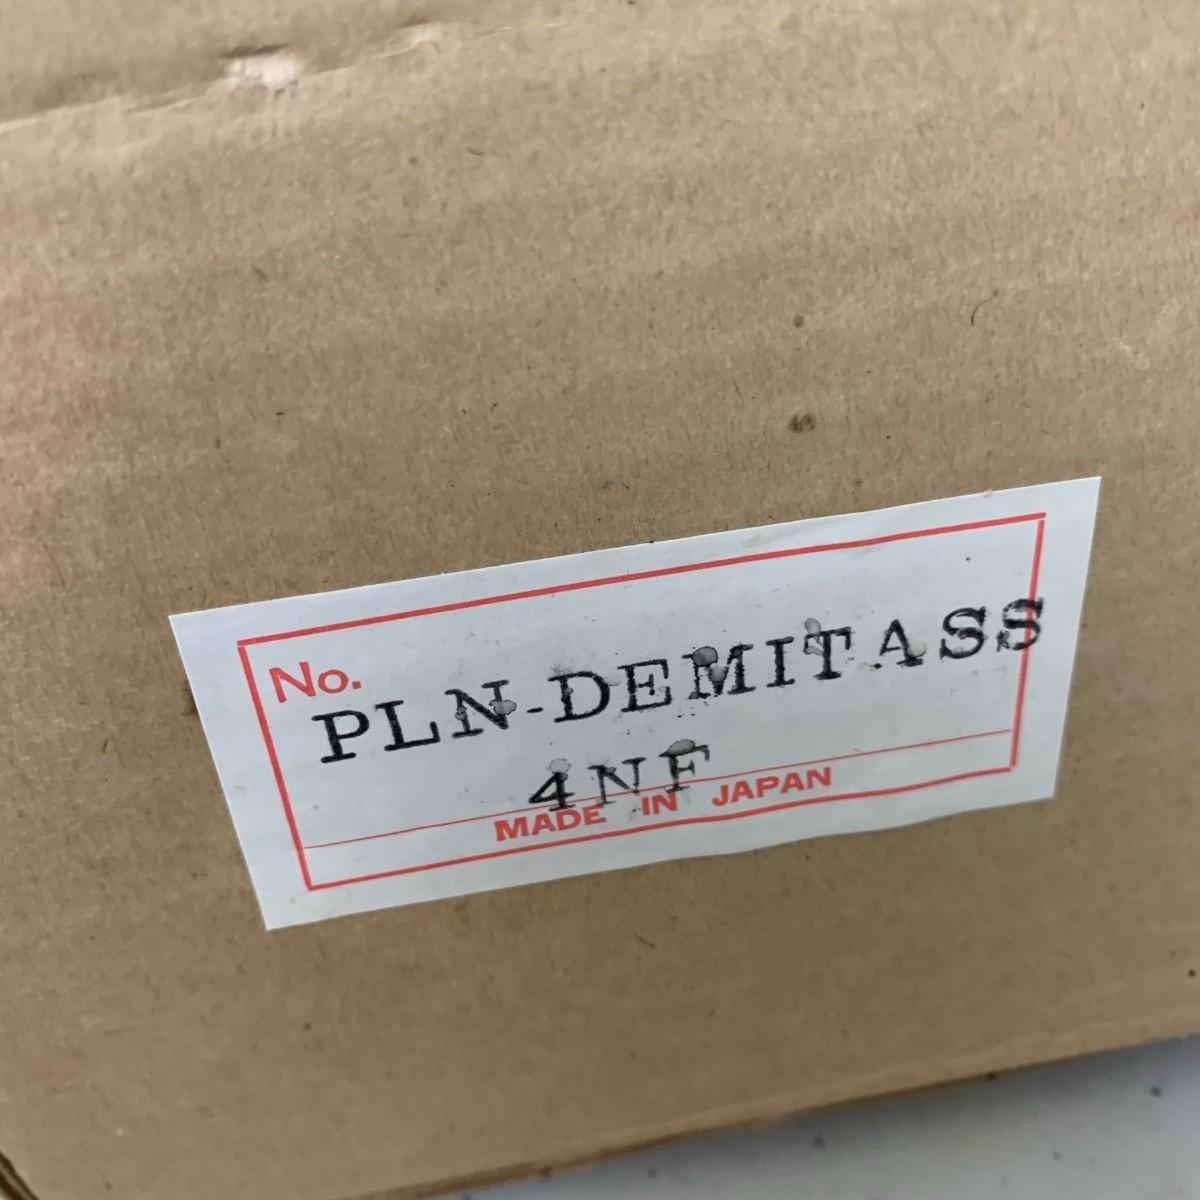 No.
PLN-DEMITASS
4NF
MADE IN JAPAN